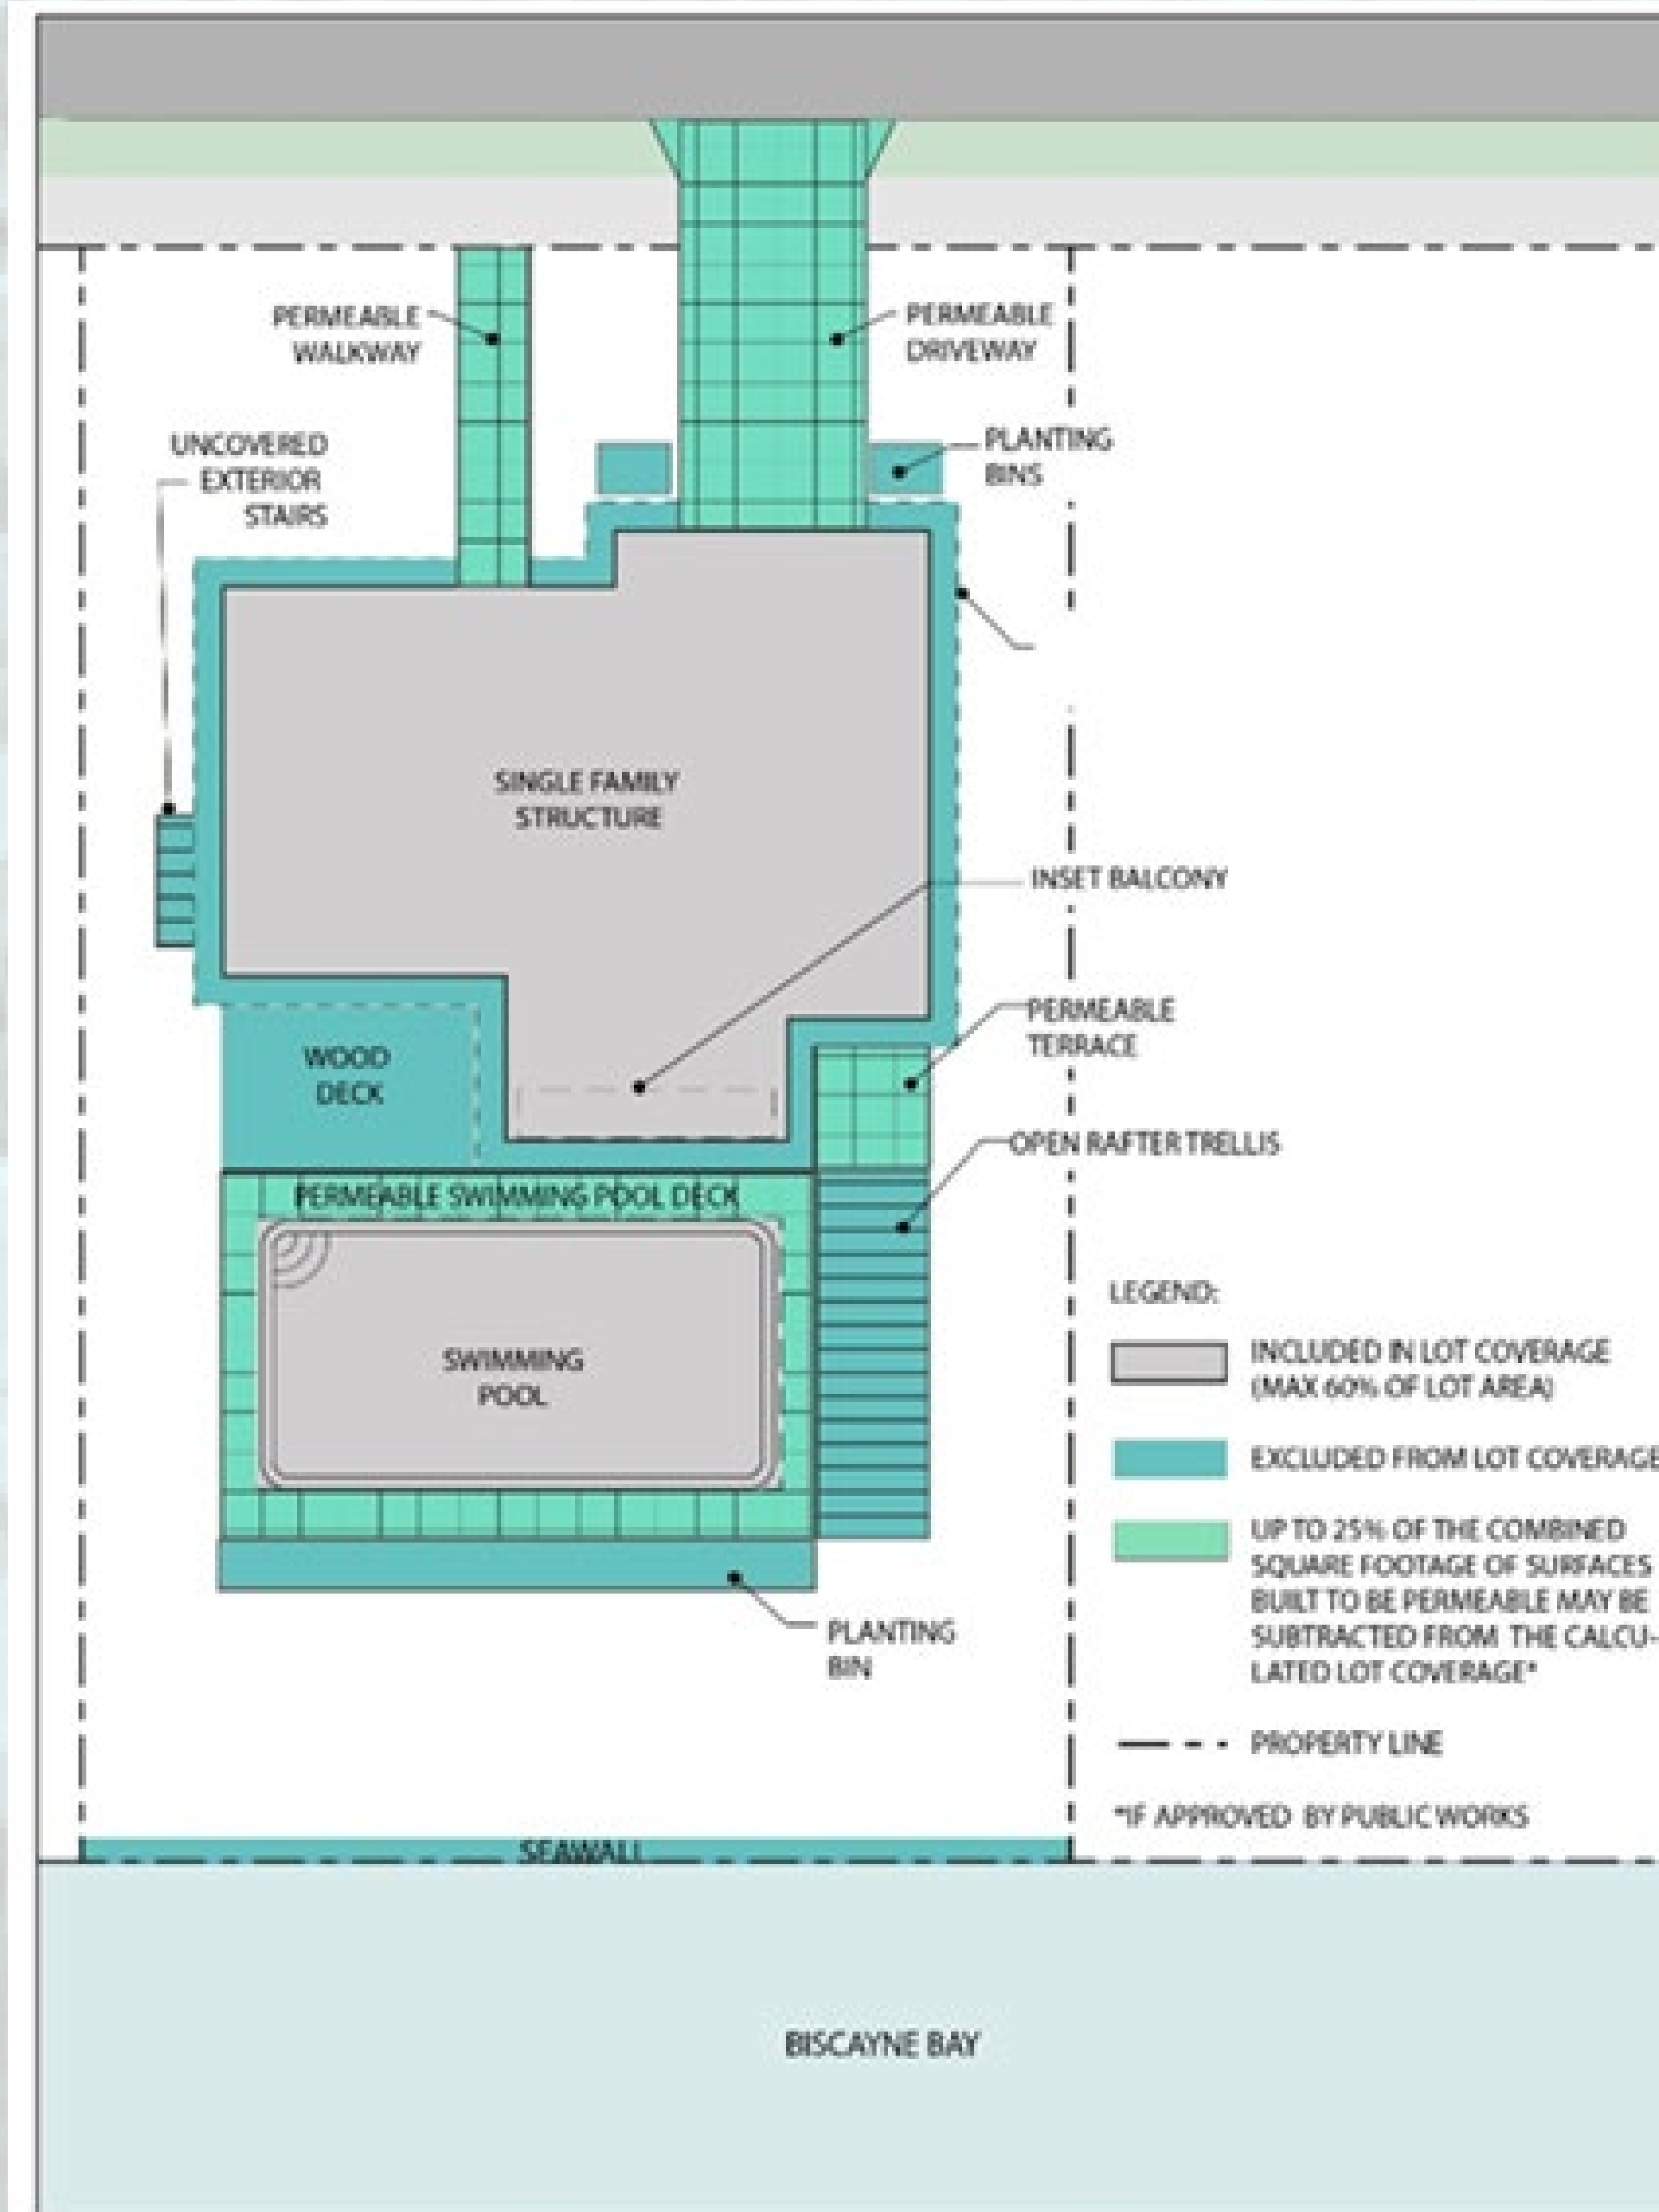 PERMEABLE
WALKWAY
PERMEABLE
DRIVEWAY
UNCOVERED
EXTERIOR
STAIRS
PLANTING
BINS
SINGLE FAMILY
STRUCTURE
INSET BALCONY
PERMEABLE
TERRACE
WOOD
DECK
OPEN RAFTER TRELLIS
PERMEABLE SWIMMING POOL DECK
SWIMMING
POOL
PLANTING
BIN
LEGEND:
INCLUDED IN LOT COVERAGE
(MAX 60% OF LOT AREA)
EXCLUDED FROM LOT COVERAGE
UP TO 25% OF THE COMBINED
SQUARE FOOTAGE OF SURFACES
BUILT TO BE PERMEABLE MAY BE
SUBTRACTED FROM THE CALCU-
LATED LOT COVERAGE*
PROPERTY LINE
*IF APPROVED BY PUBLIC WORKS
SEAWALL
BISCAYNE BAY